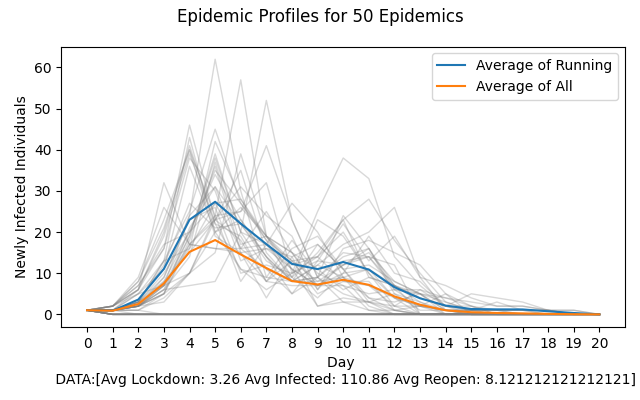 Epidemic Profiles for 50 Epidemics
Average of Running
Average of All
Newly Infected Individuals
60
50
40
30
20
10
0
0 1 2 3 4 5 6 7 8 9 10 11 12 13 14 15 16 17 18 19 20
Day
DATA:[Avg Lockdown: 3.26 Avg Infected: 110.86 Avg Reopen: 8.121212121212121]